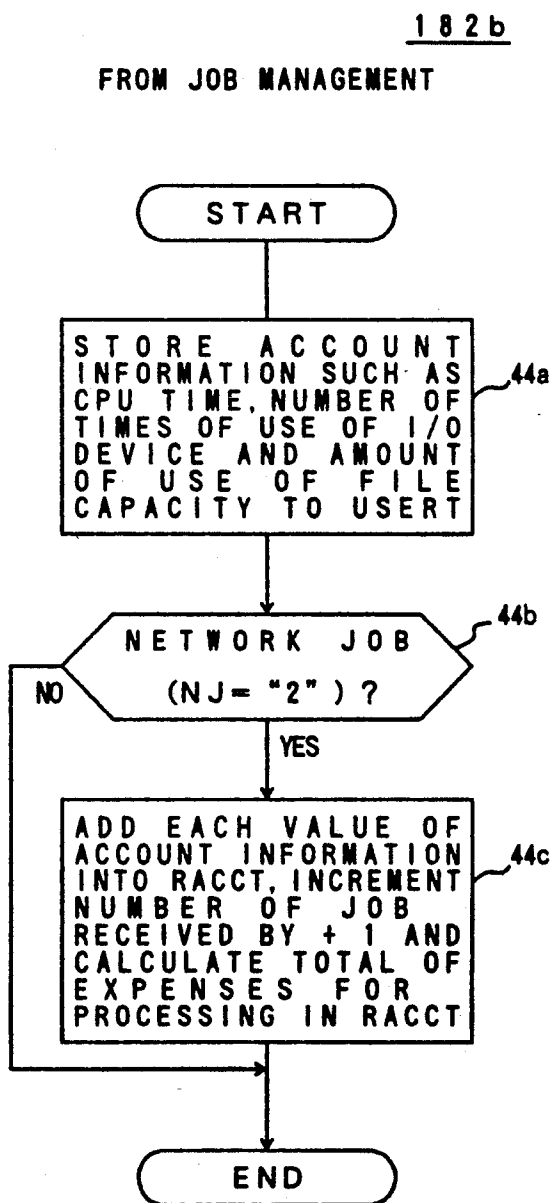 182b
FROM JOB MANAGEMENT
START
STORE ACCOUNT
INFORMATION SUCH AS
CPU TIME, NUMBER OF
TIMES OF USE OF I/O
DEVICE AND AMOUNT
OF USE OF FILE
CAPACITY TO USERT
44a
NETWORK JOB
(NJ= "2") ?
44b
NO
YES
ADD EACH VALUE OF
ACCOUNT INFORMATION
INTO RACCT, INCREMENT
NUMBER OF JOB
RECEIVED BY + 1 AND
CALCULATE TOTAL OF
EXPENSES FOR
PROCESSING IN RACCT
44c
END